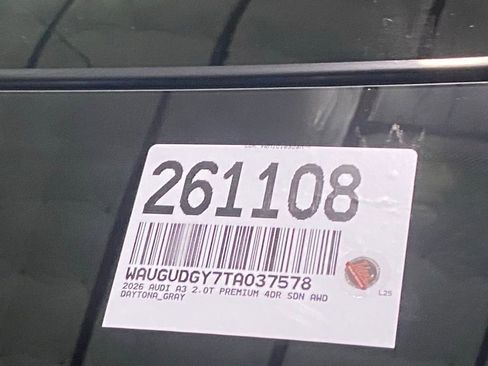 261108
WAUGUDGY7TA037578
2026 AUDI A3 2.0T PREMIUM 4DR SDN AWD
DAYTONA_GRAY
L25